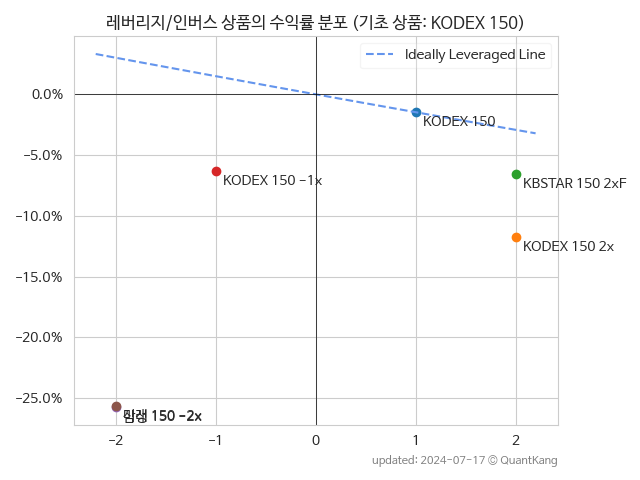 레버리지/인버스 상품의 수익률 분포 (기초 상품: KODEX 150)
Ideally Leveraged Line
0.0%
−5.0%
−10.0%
−15.0%
−20.0%
−25.0%
KODEX 150
KODEX 150 −1x
KBSTAR 150 2xF
KODEX 150 2x
150 −2x
−2
−1
0
1
2
updated: 2024-07-17 © QuantKang